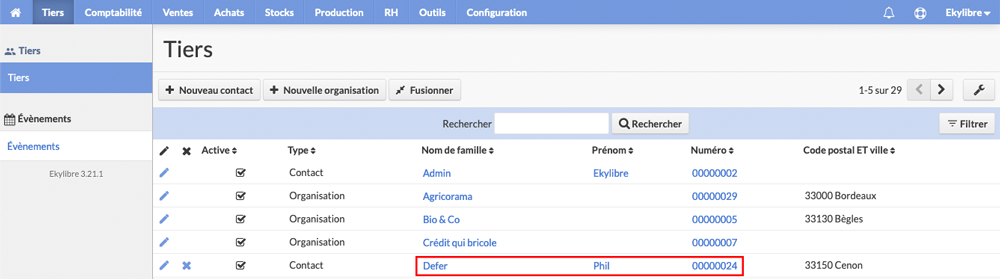 Tiers Comptabilité Ventes Achats Stocks Production RH Outils Configuration Ekylibre
Tiers
Tiers
Évènements
Évènements
Ekylibre 3.21.1
Tiers
Nouveau contact Nouvelle organisation Fusionner 1-5 sur 29
Rechercher Rechercher Filtrer
Active Type Nom de famille Prénom Numéro Code postal ET ville
Contact Admin Ekylibre 00000002
Organisation Agricorama 00000029 33000 Bordeaux
Organisation Bio & Co 00000005 33130 Bègles
Organisation Crédit qui bricole 00000007
Contact Defer Phil 00000024 33150 Cenon